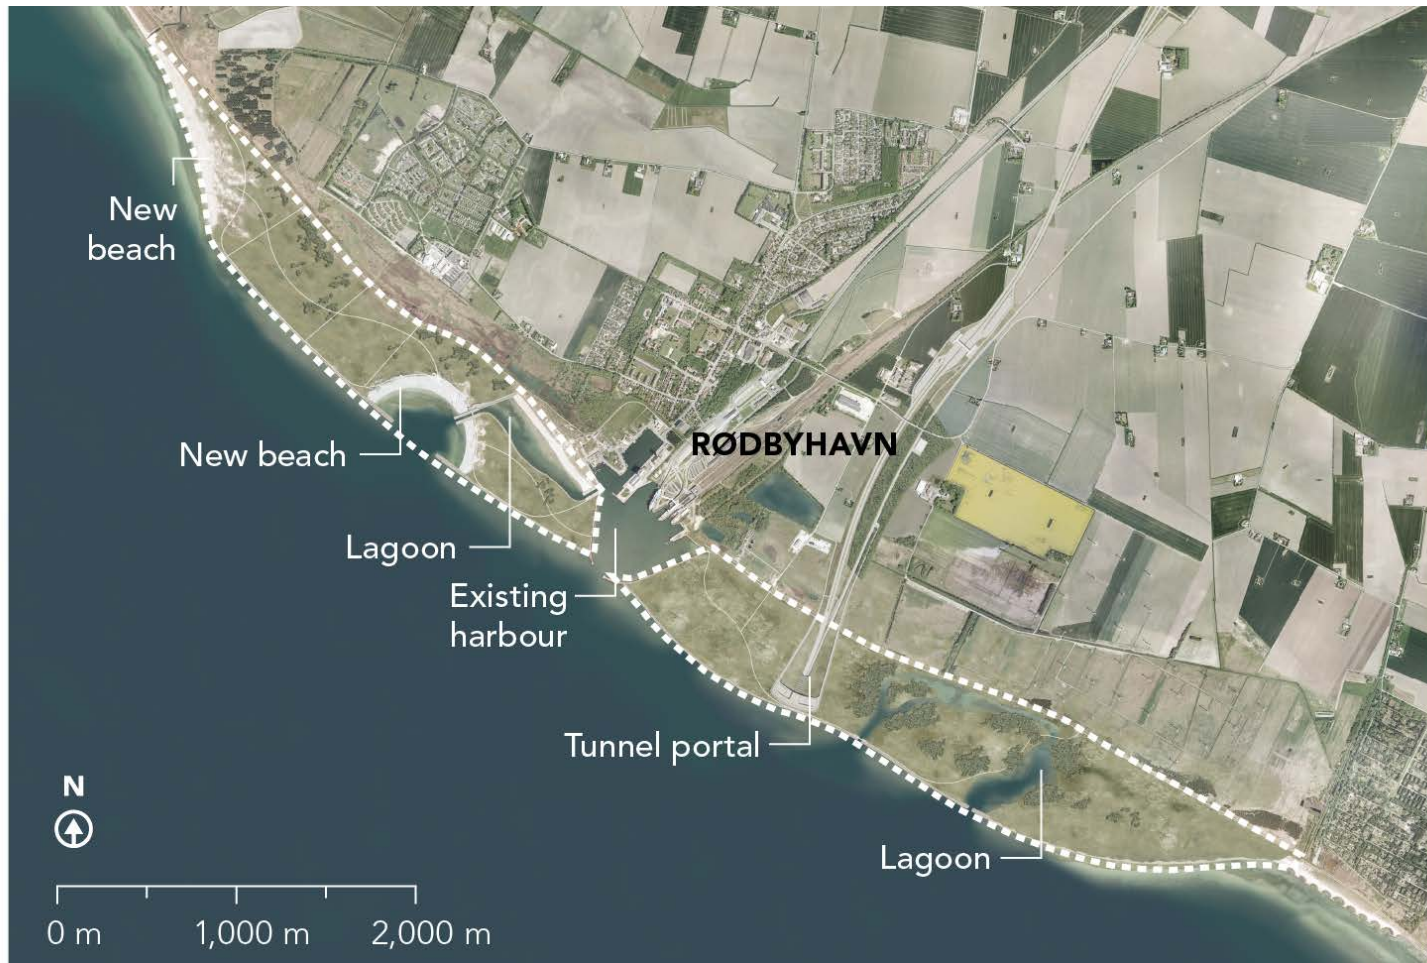 New
beach
New beach
RØDBYHAVN
Lagoon
Existing
harbour
Tunnel portal
Lagoon
N
0 m
1,000 m
2,000 m